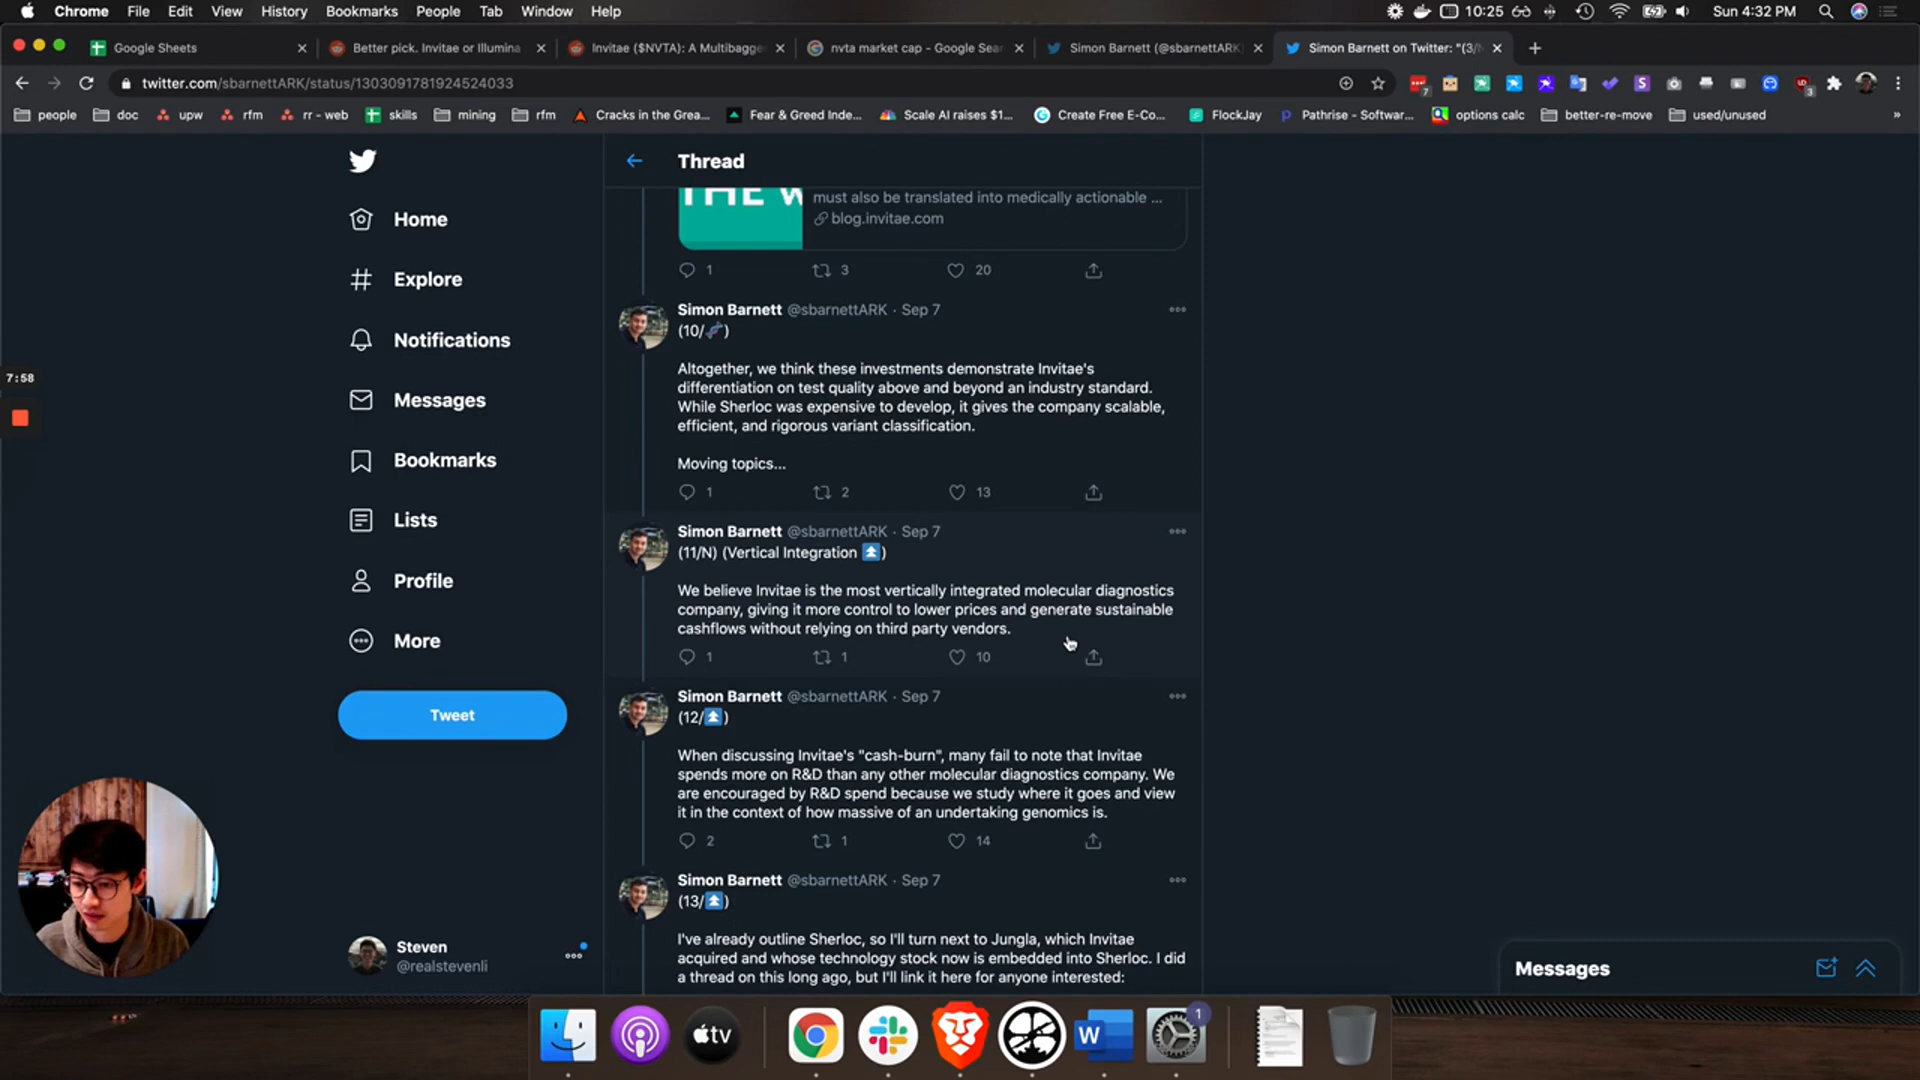 Chrome File Edit View History Bookmarks People Tab Window Help 10:25 Sun 4:32 PM
Google Sheets Better pick. Invitae or Illumina Invitae ($NVTA): A Multibagge nvta market cap - Google Sear Simon Barnett (@sbarnettARK) Simon Barnett on Twitter: "(3/
twitter.com/sbarnettARK/status/1303091781924524033
7 3
people doc upw rfm rr - web skills mining rfm Cracks in the Grea... Fear & Greed Inde... Scale AI raises $1... Create Free E-Co... FlockJay Pathrise - Softwar... options calc better-re-move used/unused »
Home
Explore
Notifications
Messages
Bookmarks
Lists
Profile
More
Tweet
Steven
@realstevenli
7:58
Thread
THE W
must also be translated into medically actionable ...
blog.invitae.com
1 3 20
Simon Barnett @sbarnettARK · Sep 7
(10/🧬)
Altogether, we think these investments demonstrate Invitae's
differentiation on test quality above and beyond an industry standard.
While Sherloc was expensive to develop, it gives the company scalable,
efficient, and rigorous variant classification.
Moving topics...
1 2 13
Simon Barnett @sbarnettARK · Sep 7
(11/N) (Vertical Integration ⏫)
We believe Invitae is the most vertically integrated molecular diagnostics
company, giving it more control to lower prices and generate sustainable
cashflows without relying on third party vendors.
1 1 10
Simon Barnett @sbarnettARK · Sep 7
(12/⏫)
When discussing Invitae's "cash-burn", many fail to note that Invitae
spends more on R&D than any other molecular diagnostics company. We
are encouraged by R&D spend because we study where it goes and view
it in the context of how massive of an undertaking genomics is.
2 1 14
Simon Barnett @sbarnettARK · Sep 7
(13/⏫)
I've already outline Sherloc, so I'll turn next to Jungla, which Invitae
acquired and whose technology stock now is embedded into Sherloc. I did
a thread on this long ago, but I'll link it here for anyone interested:
Messages
tv W 1